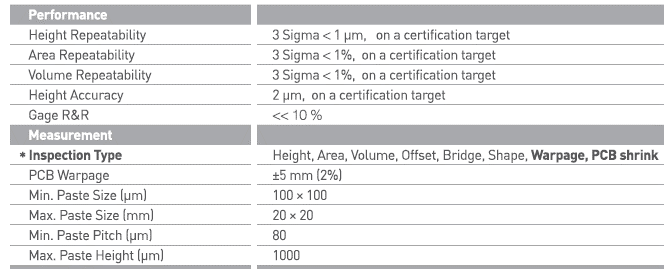 Performance
Height Repeatability 3 Sigma < 1 μm, on a certification target
Area Repeatability 3 Sigma < 1%, on a certification target
Volume Repeatability 3 Sigma < 1%, on a certification target
Height Accuracy 2 μm, on a certification target
Gage R&R << 10 %
Measurement
* Inspection Type Height, Area, Volume, Offset, Bridge, Shape, Warpage, PCB shrink
PCB Warpage ±5 mm (2%)
Min. Paste Size (μm) 100 × 100
Max. Paste Size (mm) 20 × 20
Min. Paste Pitch (μm) 80
Max. Paste Height (μm) 1000